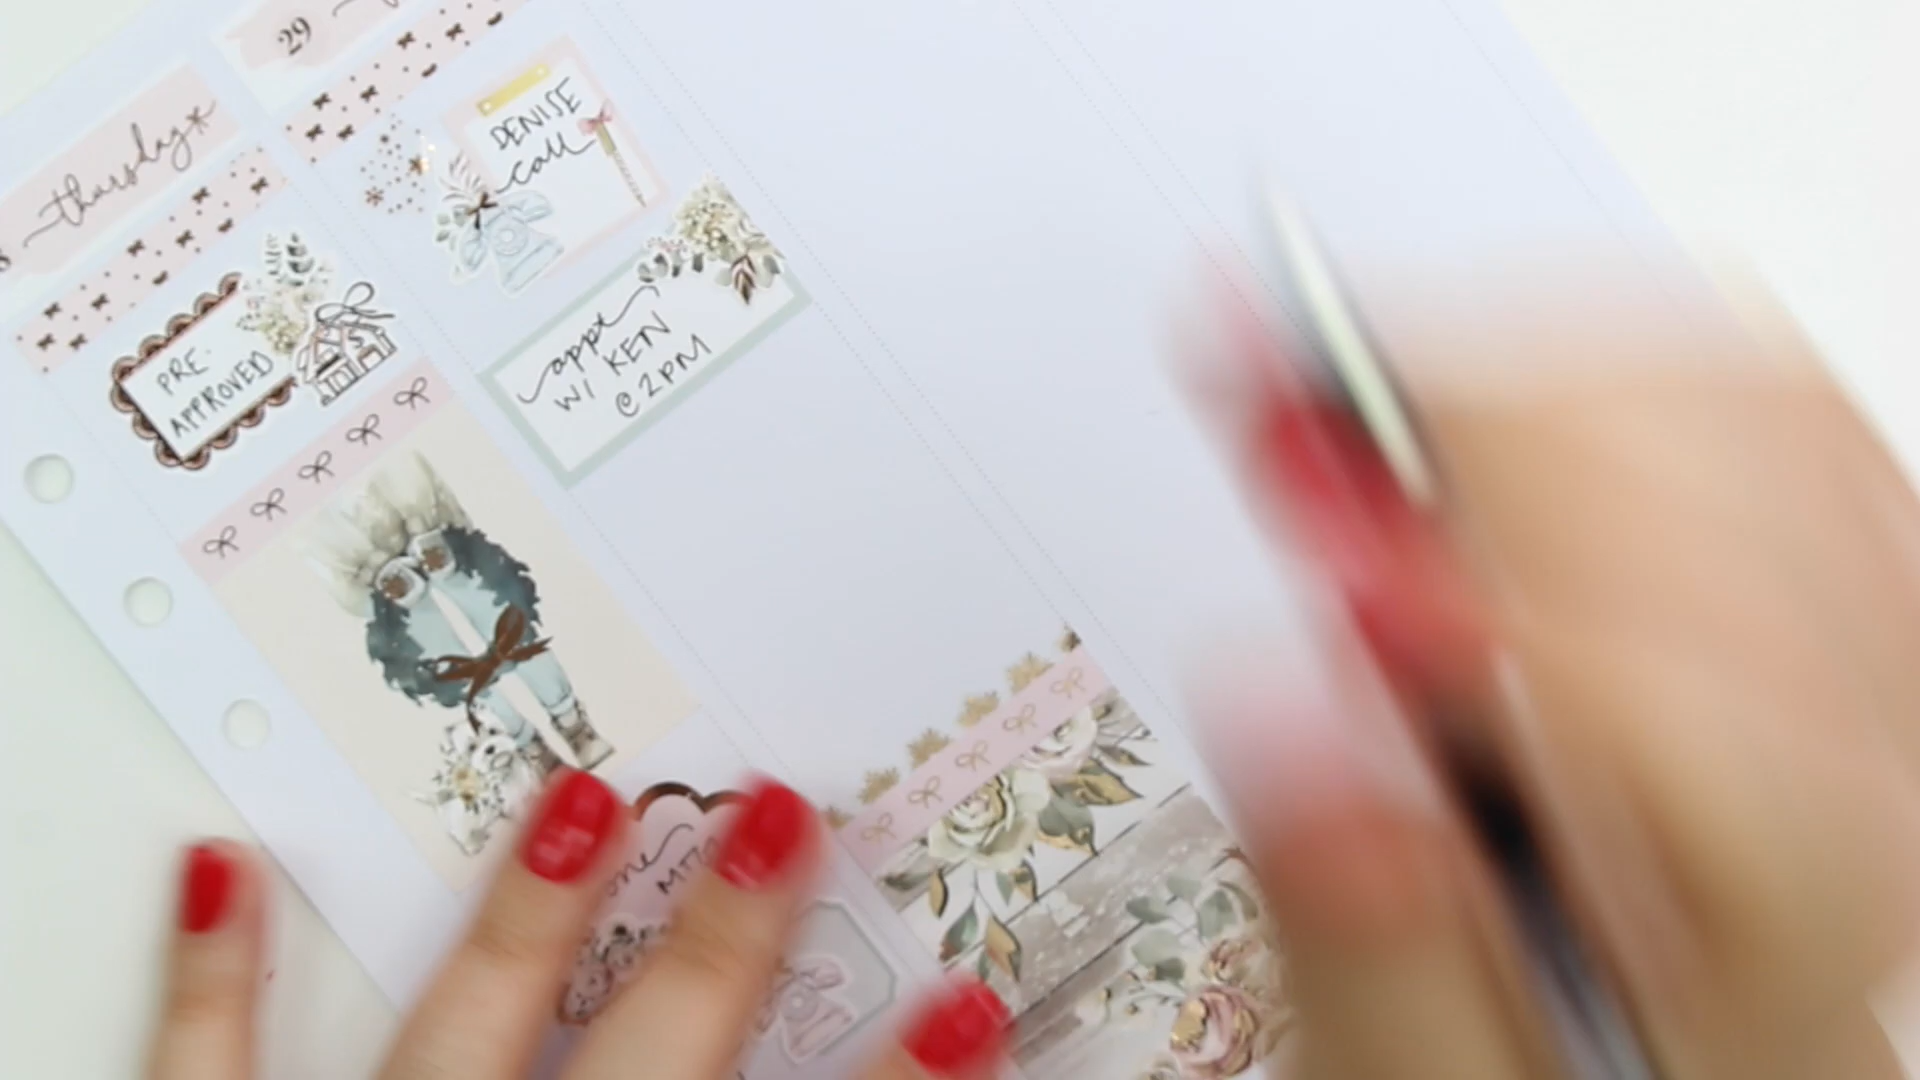 29
thursday*
DENISE
call
PRE-
APPROVED
appt
w/ KEN
@ 2PM